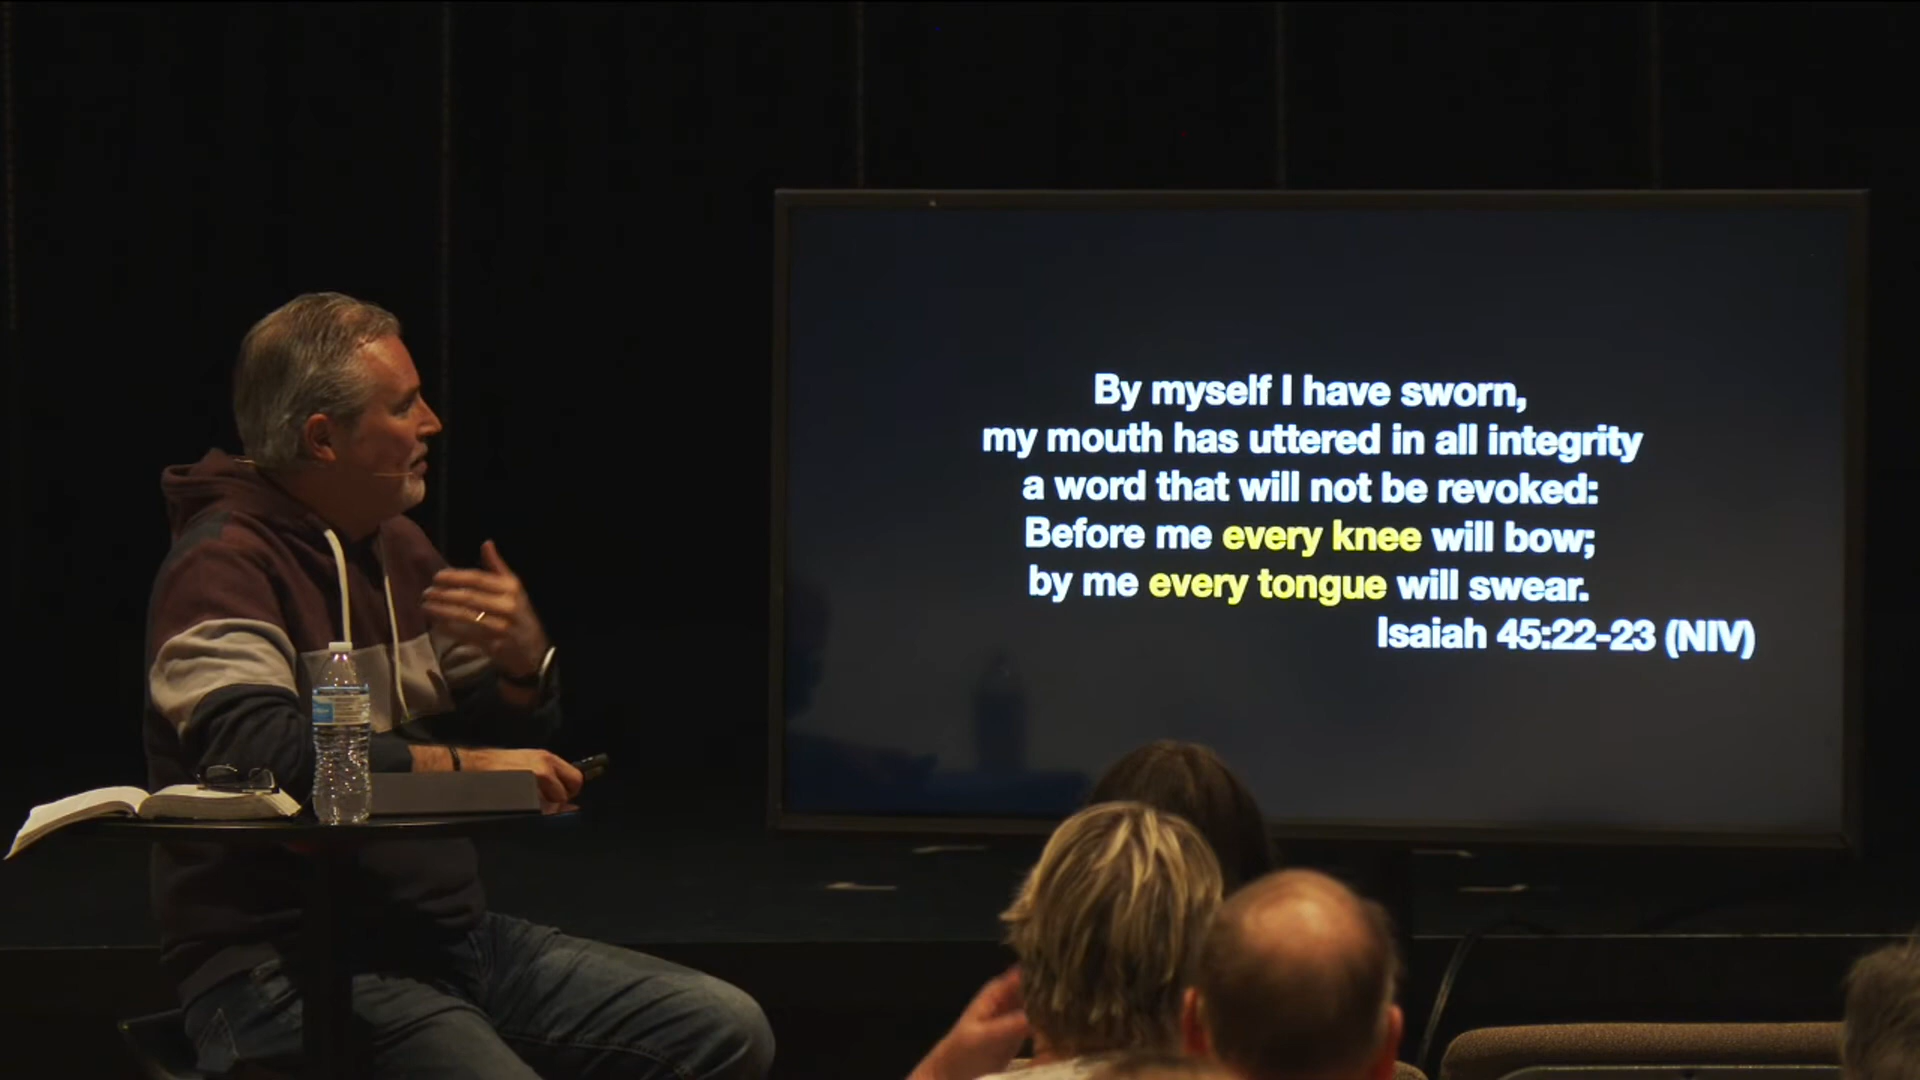 By myself I have sworn,
my mouth has uttered in all integrity
a word that will not be revoked:
Before me every knee will bow;
by me every tongue will swear.
Isaiah 45:22-23 (NIV)